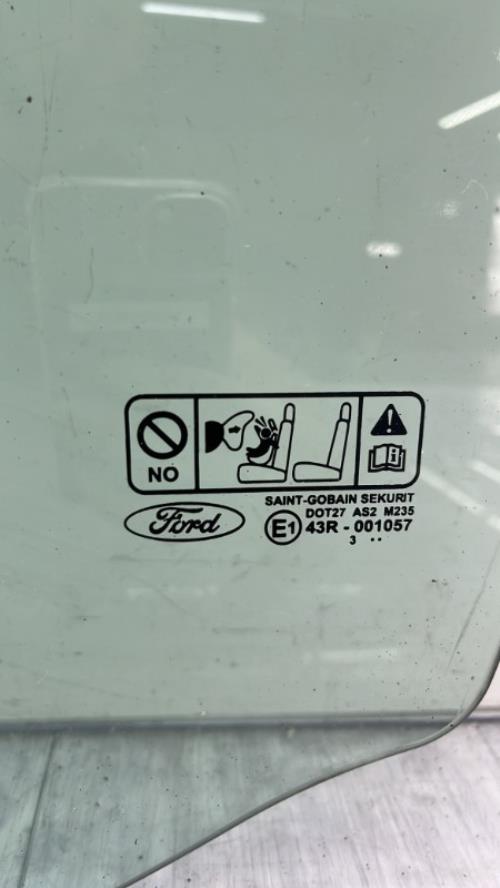 NO
Ford
SAINT-GOBAIN SEKURIT
DOT27 AS2 M235
E1 43R - 001057
3 ..